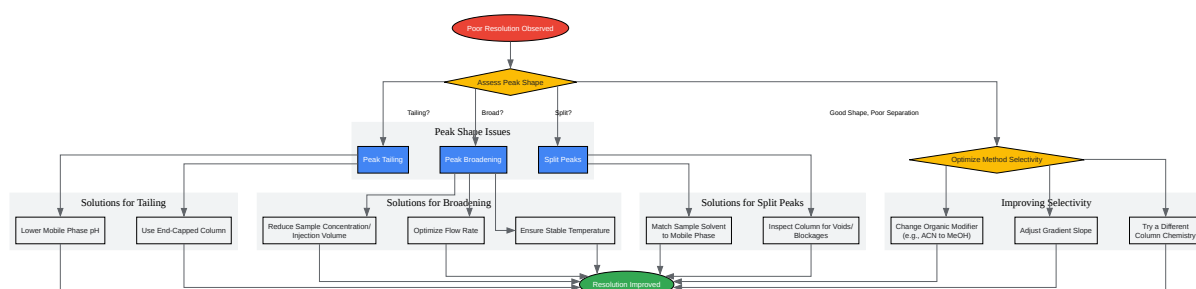 Poor Resolution Observed
Assess Peak Shape
Tailing?
Broad?
Split?
Good Shape, Poor Separation
Peak Shape Issues
Peak Tailing
Peak Broadening
Split Peaks
Optimize Method Selectivity
Solutions for Tailing
Solutions for Broadening
Solutions for Split Peaks
Improving Selectivity
Lower Mobile Phase pH
Use End-Capped Column
Reduce Sample Concentration/
Injection Volume
Optimize Flow Rate
Ensure Stable Temperature
Match Sample Solvent
to Mobile Phase
Inspect Column for Voids/
Blockages
Change Organic Modifier
(e.g., ACN to MeOH)
Adjust Gradient Slope
Try a Different
Column Chemistry
Resolution Improved